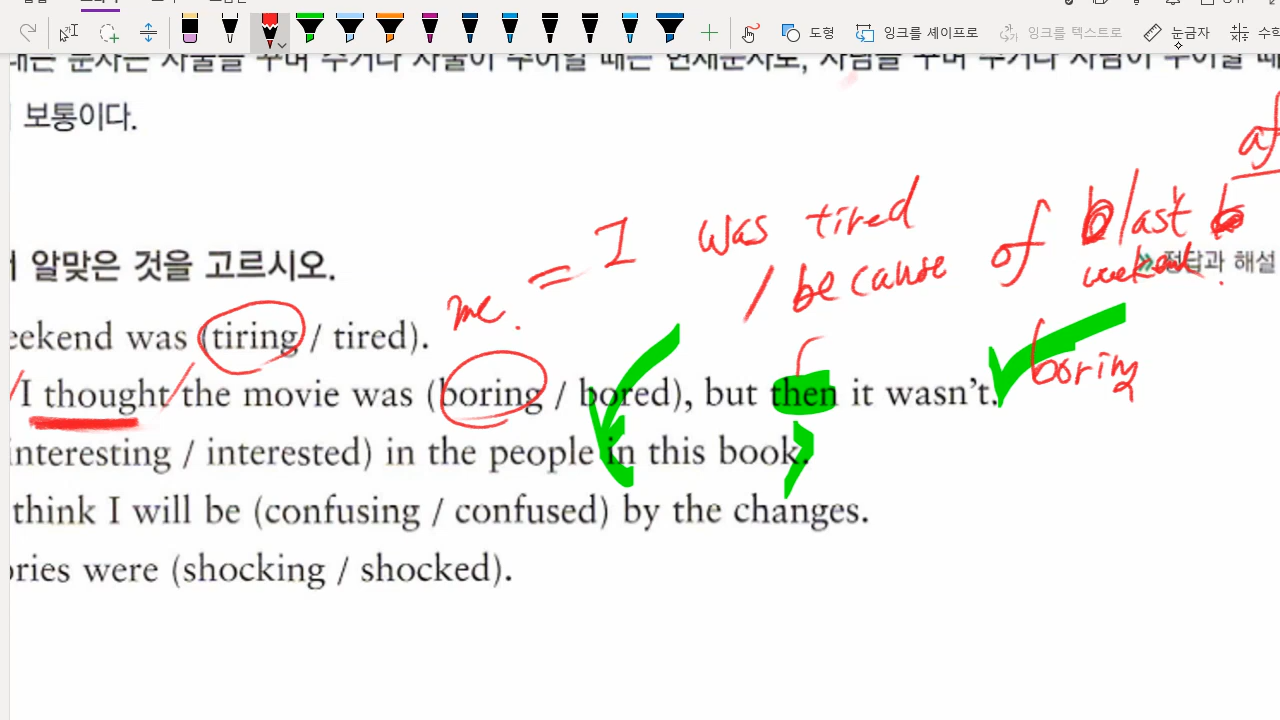 도형 잉크를 셰이프로 잉크를 텍스트로 눈금자
보통이다.
알맞은 것을 고르시오.
= I was tired
/ because of last
weekend.
me.
정답과 해설
eekend was (tiring / tired).
I thought the movie was (boring / bored), but then it wasn't.
boring
interesting / interested) in the people in this book.
think I will be (confusing / confused) by the changes.
ories were (shocking / shocked).